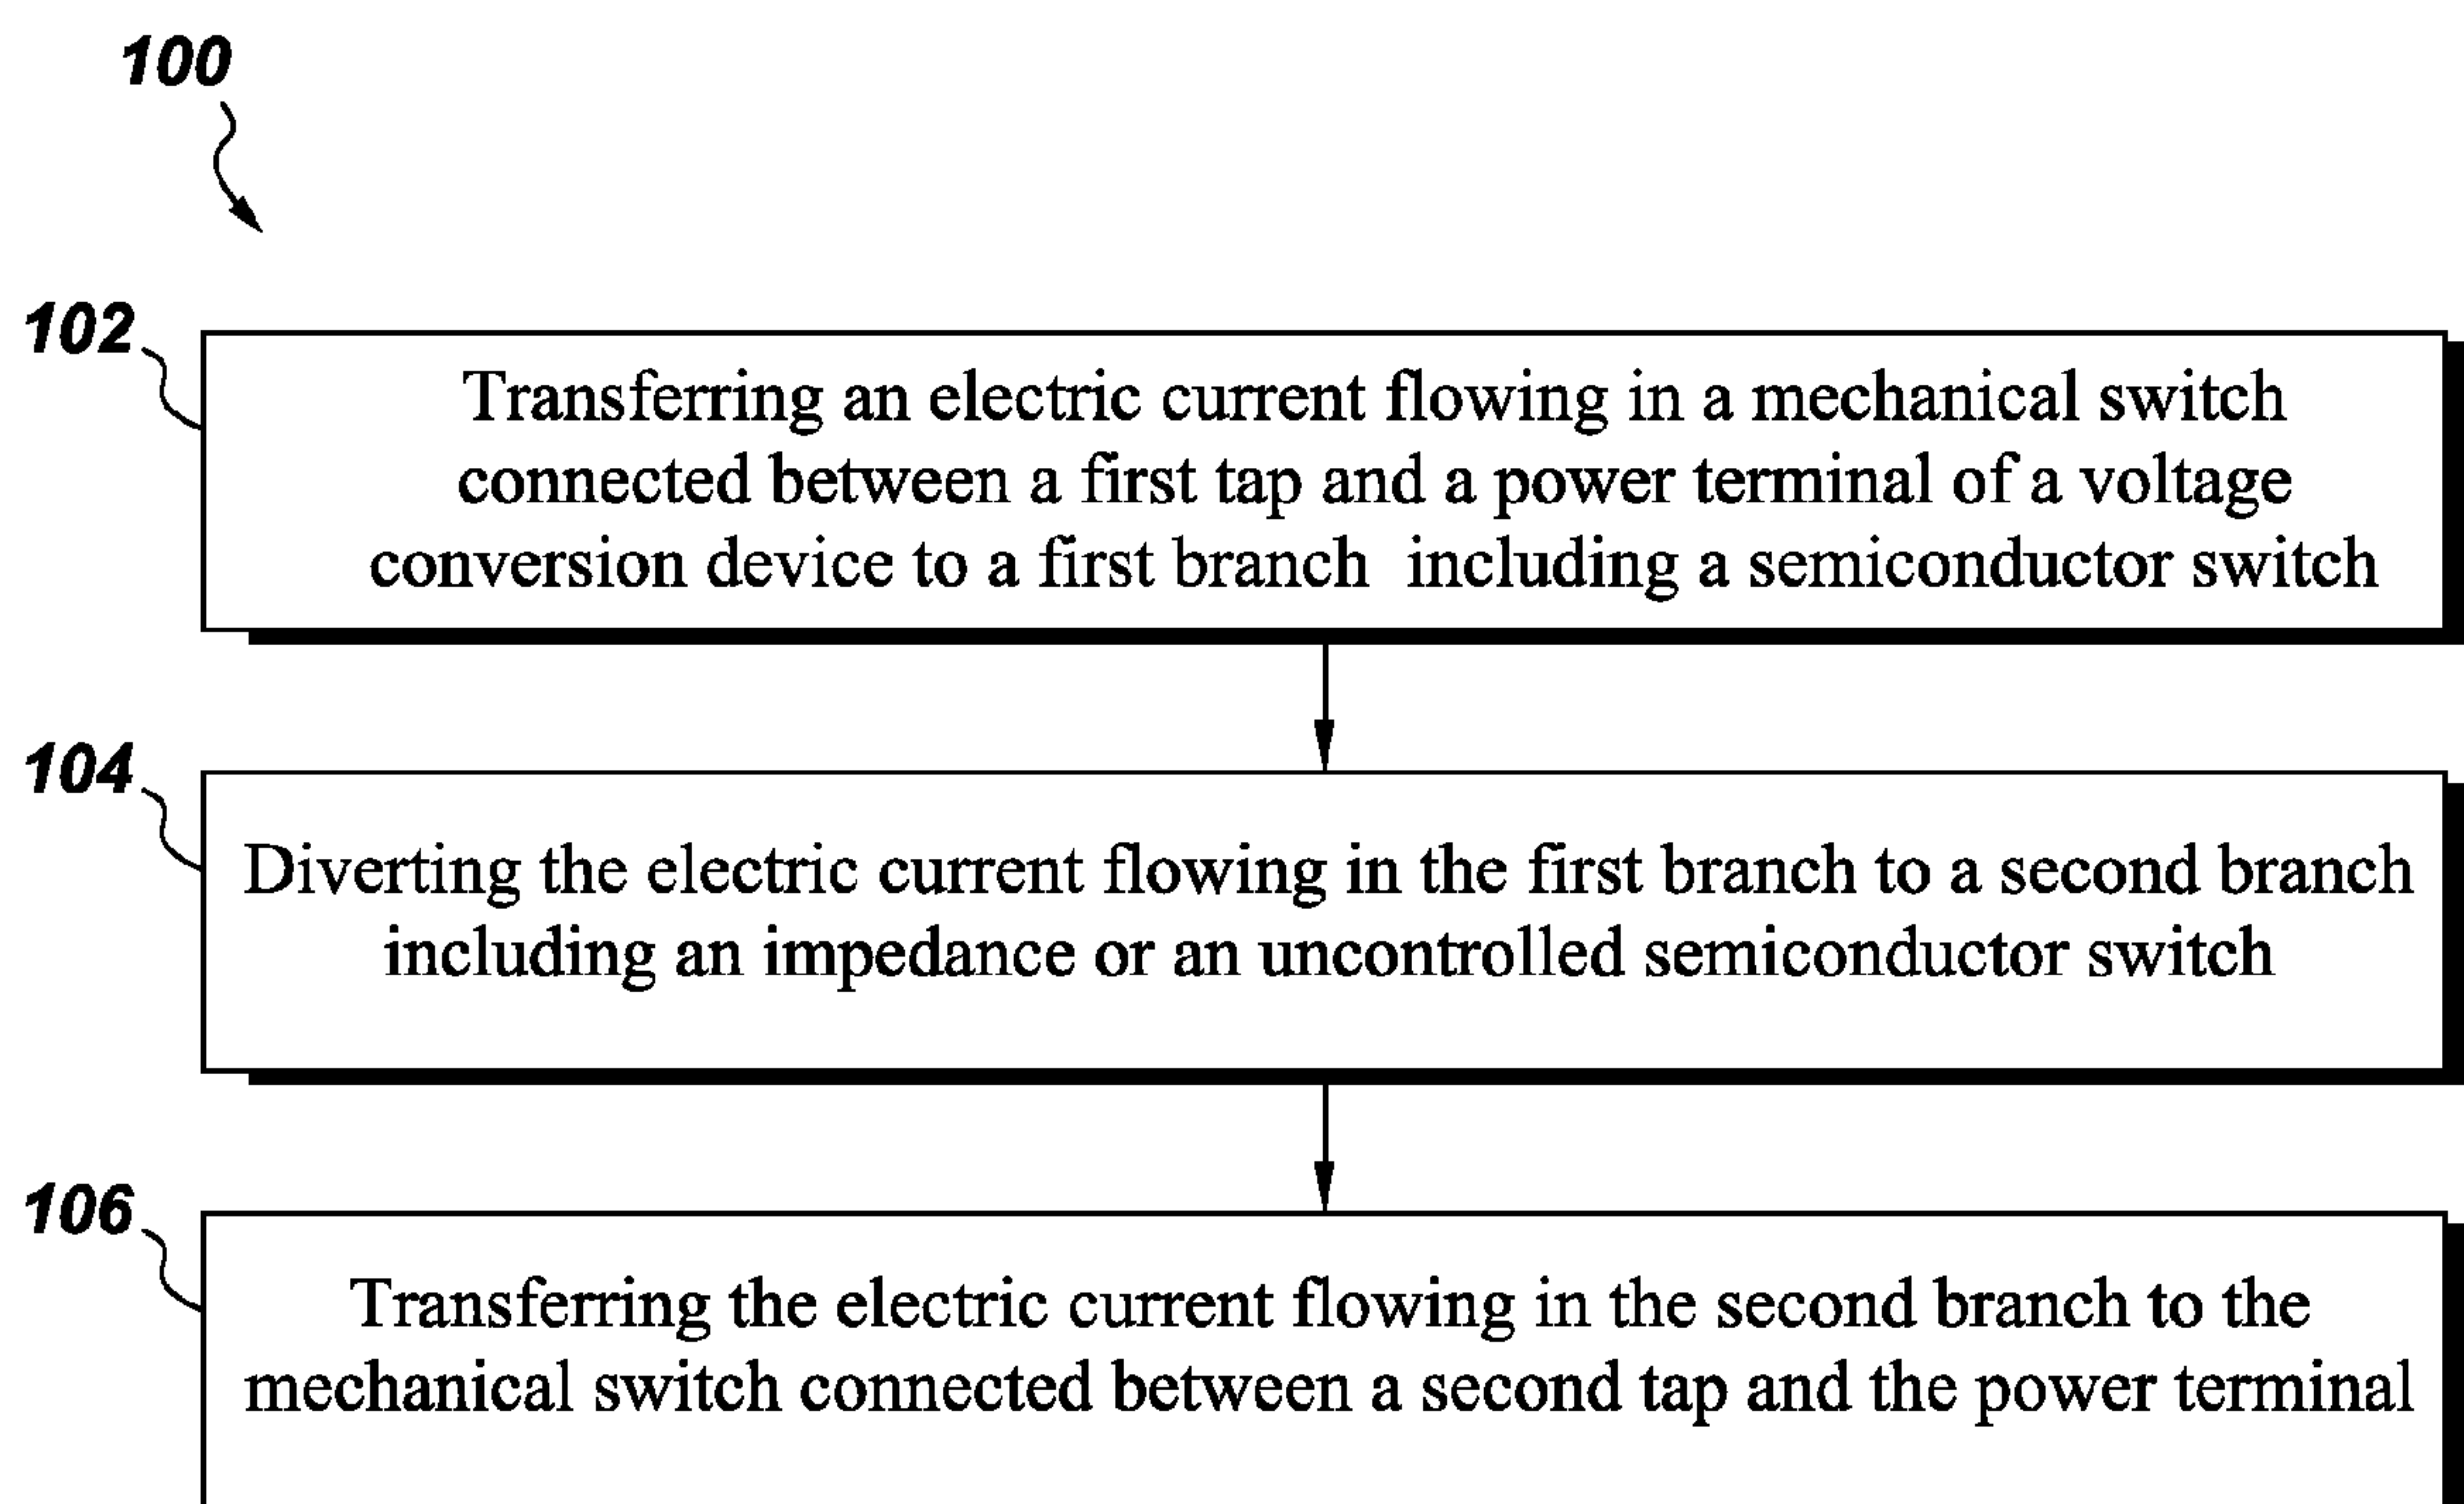 100
102
Transferring an electric current flowing in a mechanical switch
connected between a first tap and a power terminal of a voltage
conversion device to a first branch including a semiconductor switch
104
Diverting the electric current flowing in the first branch to a second branch
including an impedance or an uncontrolled semiconductor switch
106
Transferring the electric current flowing in the second branch to the
mechanical switch connected between a second tap and the power terminal